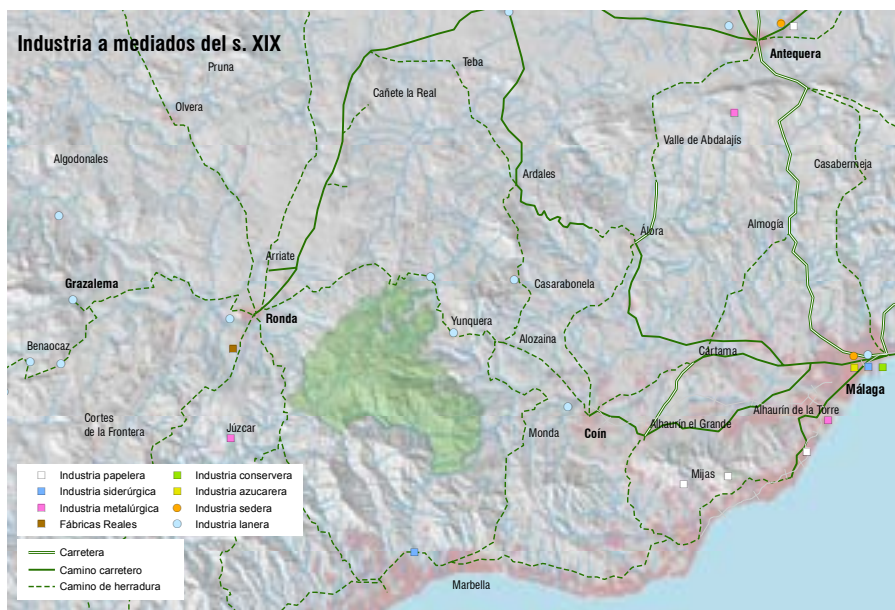 Industria a mediados del s. XIX
Antequera
Pruna
Teba
Cañete la Real
Olvera
Valle de Abdalajís
Algodonales
Ardales
Casabermeja
Almogía
Álora
Arriate
Grazalema
Casarabonela
Ronda
Yunquera
Benaocaz
Alozaina
Cártama
Málaga
Cortes
de la Frontera
Júzcar
Monda
Coín
Alhaurín el Grande
Alhaurín de la Torre
Mijas
Marbella
Industria papelera
Industria siderúrgica
Industria metalúrgica
Fábricas Reales
Industria conservera
Industria azucarera
Industria sedera
Industria lanera
Carretera
Camino carretero
Camino de herradura